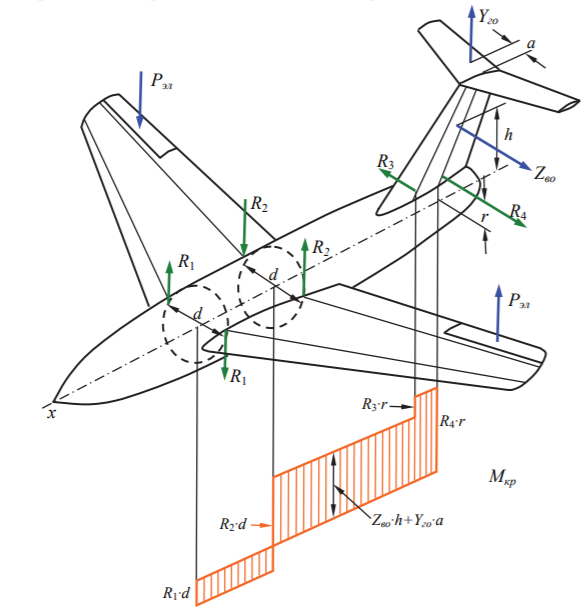 Yго
a
Pэл
h
R3
Zво
R2
R4
r
R2
R1
d
d
Pэл
R1
x
R3·r
R4·r
Mкр
R2·d
Zво·h+Yго·a
R1·d